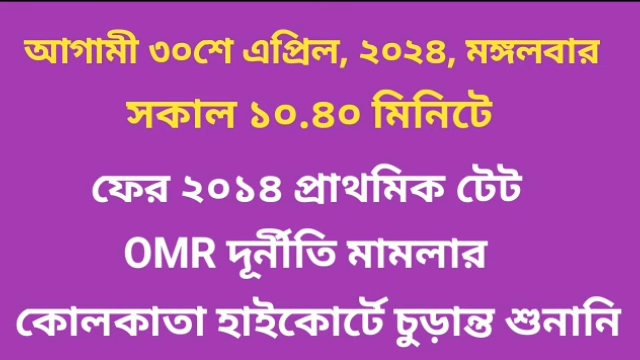 আগামী ৩০শে এপ্রিল, ২০২৪, মঙ্গলবার
সকাল ১০.৪০ মিনিটে
ফের ২০১৪ প্রাথমিক টেট
OMR দূর্নীতি মামলার
কোলকাতা হাইকোর্টে চুড়ান্ত শুনানি